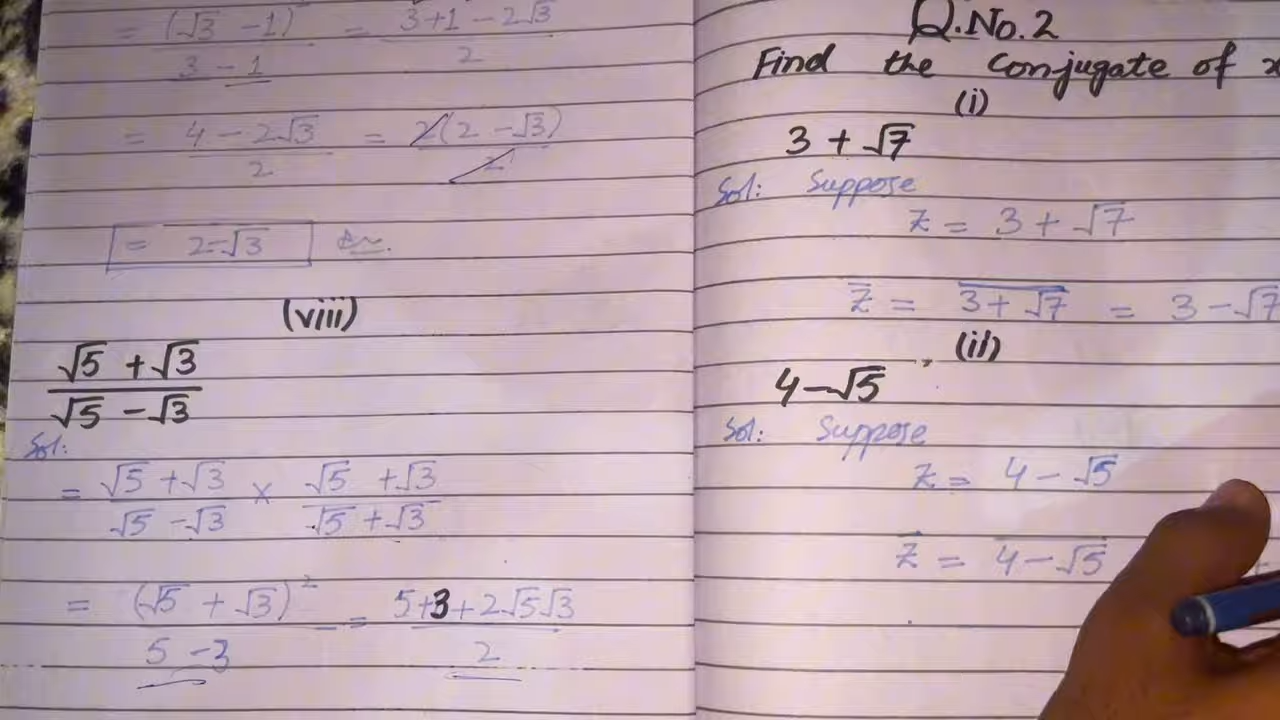 = (√3 - 1)² / 3 - 1 = 3+1 - 2√3 / 2
= 4 - 2√3 / 2 = 2(2 - √3) / 2
= 2-√3 Ans.
(viii)
√5 + √3 / √5 - √3
Sol:
= √5 + √3 / √5 - √3 × √5 + √3 / √5 + √3
= (√5 + √3)² / 5 - 3 = 5+3+2√5√3 / 2
Q.No.2
Find the Conjugate of x
(i)
3 + √7
Sol: Suppose
z = 3 + √7
z̅ = 3 + √7 = 3 - √7
(ii)
4-√5
Sol: Suppose
z = 4 - √5
z̅ = 4 - √5